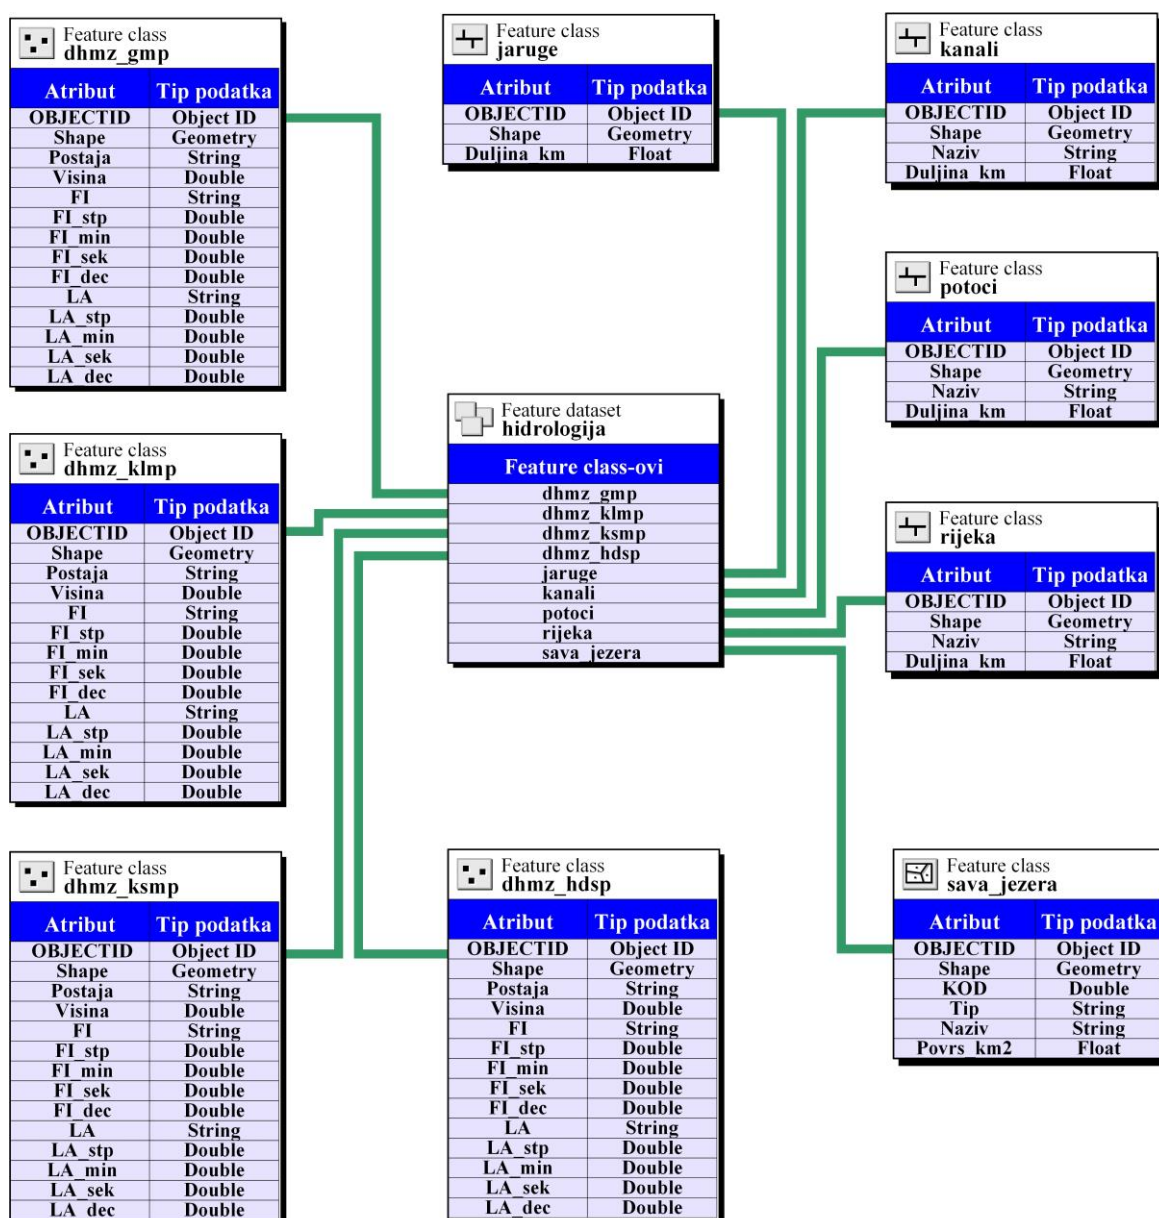 Feature class
dhmz_gmp
Atribut Tip podatka
OBJECTID Object ID
Shape Geometry
Postaja String
Visina Double
FI String
FI_stp Double
FI_min Double
FI_sek Double
FI_dec Double
LA String
LA_stp Double
LA_min Double
LA_sek Double
LA_dec Double
Feature class
jaruge
Atribut Tip podatka
OBJECTID Object ID
Shape Geometry
Duljina_km Float
Feature class
kanali
Atribut Tip podatka
OBJECTID Object ID
Shape Geometry
Naziv String
Duljina_km Float
Feature class
potoci
Atribut Tip podatka
OBJECTID Object ID
Shape Geometry
Naziv String
Duljina_km Float
Feature class
dhmz_klmp
Atribut Tip podatka
OBJECTID Object ID
Shape Geometry
Postaja String
Visina Double
FI String
FI_stp Double
FI_min Double
FI_sek Double
FI_dec Double
LA String
LA_stp Double
LA_min Double
LA_sek Double
LA_dec Double
Feature dataset
hidrologija
Feature class-ovi
dhmz_gmp
dhmz_klmp
dhmz_ksmp
dhmz_hdsp
jaruge
kanali
potoci
rijeka
sava_jezera
Feature class
rijeka
Atribut Tip podatka
OBJECTID Object ID
Shape Geometry
Naziv String
Duljina_km Float
Feature class
dhmz_ksmp
Atribut Tip podatka
OBJECTID Object ID
Shape Geometry
Postaja String
Visina Double
FI String
FI_stp Double
FI_min Double
FI_sek Double
FI_dec Double
LA String
LA_stp Double
LA_min Double
LA_sek Double
LA_dec Double
Feature class
dhmz_hdsp
Atribut Tip podatka
OBJECTID Object ID
Shape Geometry
Postaja String
Visina Double
FI String
FI_stp Double
FI_min Double
FI_sek Double
FI_dec Double
LA String
LA_stp Double
LA_min Double
LA_sek Double
LA_dec Double
Feature class
sava_jezera
Atribut Tip podatka
OBJECTID Object ID
Shape Geometry
KOD Double
Tip String
Naziv String
Povrs_km2 Float